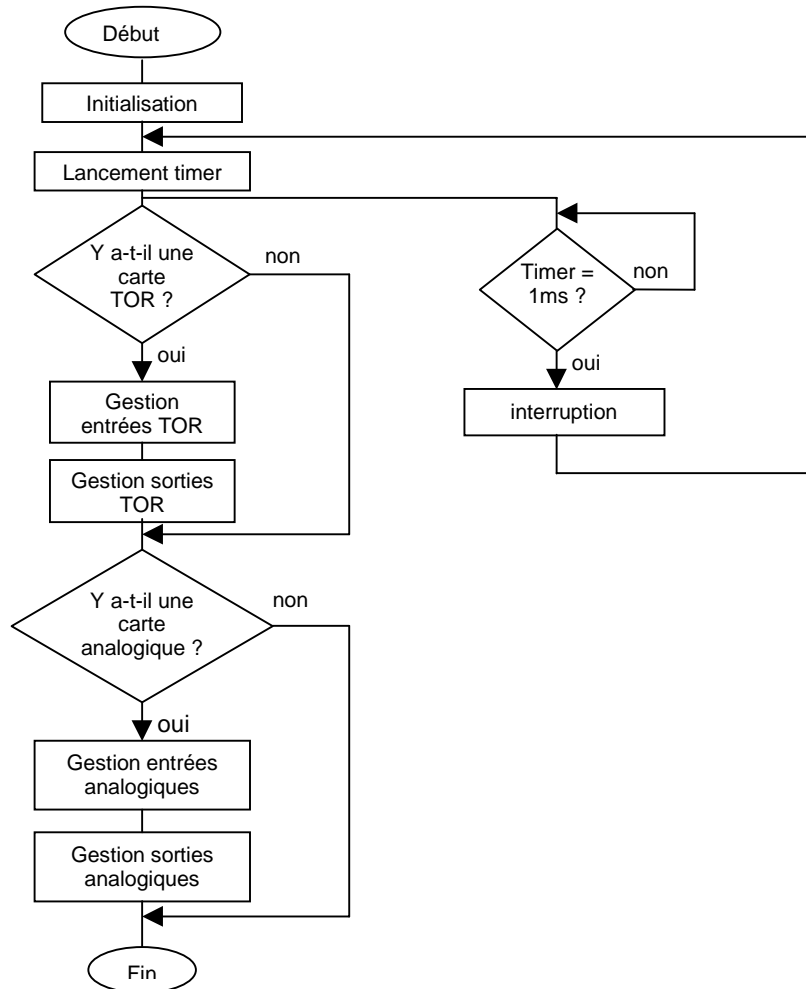 Début
Initialisation
Lancement timer
Y a-t-il une
carte
TOR ?
non
oui
Gestion
entrées TOR
Gestion sorties
TOR
Timer =
1ms ?
non
oui
interruption
Y a-t-il une
carte
analogique ?
non
oui
Gestion entrées
analogiques
Gestion sorties
analogiques
Fin